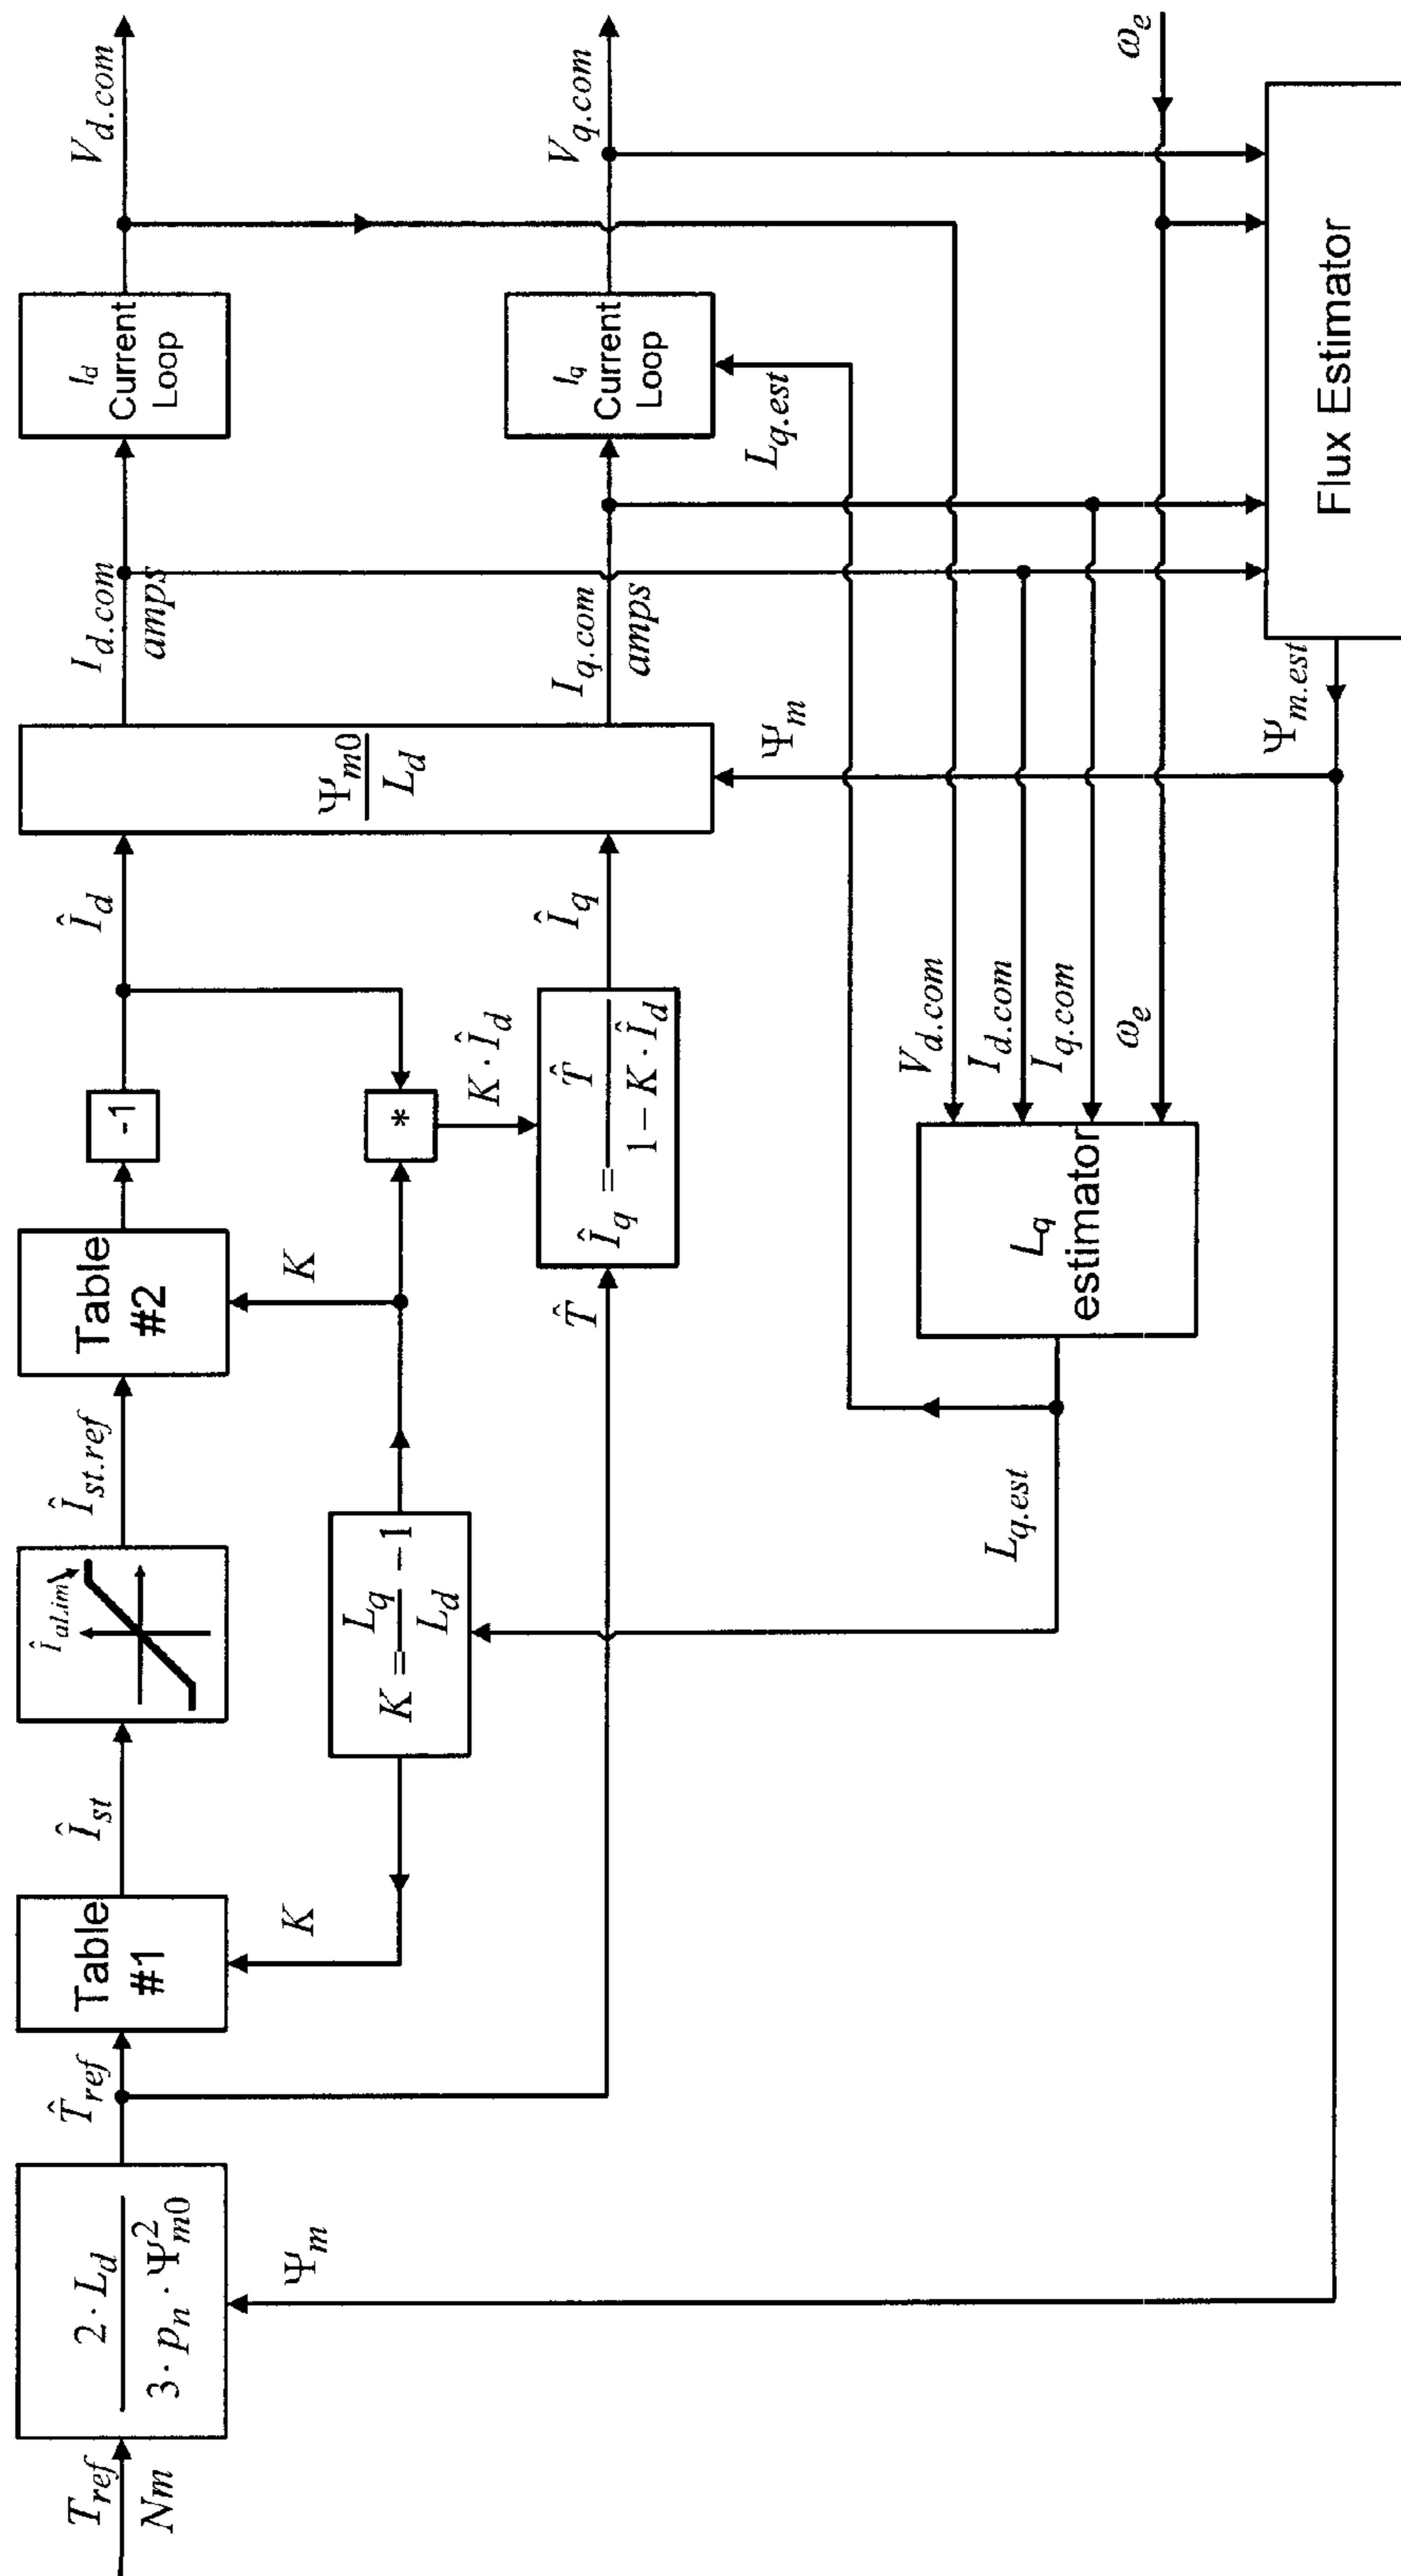 T_ref
Nm
2 · L_d
3 · p_n · Ψ_m0^2
Ψ_m
T̂_ref
Table
#1
K
Î_st
Î_aLim
K = L_q / L_d − 1
Î_st.ref
Table
#2
K
-1
*
K · Î_d
T̂
Î_q = T̂ / (1 − K · Î_d)
Î_d
Î_q
Ψ_m0
L_d
Ψ_m
I_d.com
amps
I_q.com
amps
I_d
Current
Loop
I_q
Current
Loop
L_q.est
V_d.com
V_q.com
ω_e
L_q.est
L_q
estimator
V_d.com
I_d.com
I_q.com
ω_e
Ψ_m.est
Flux Estimator